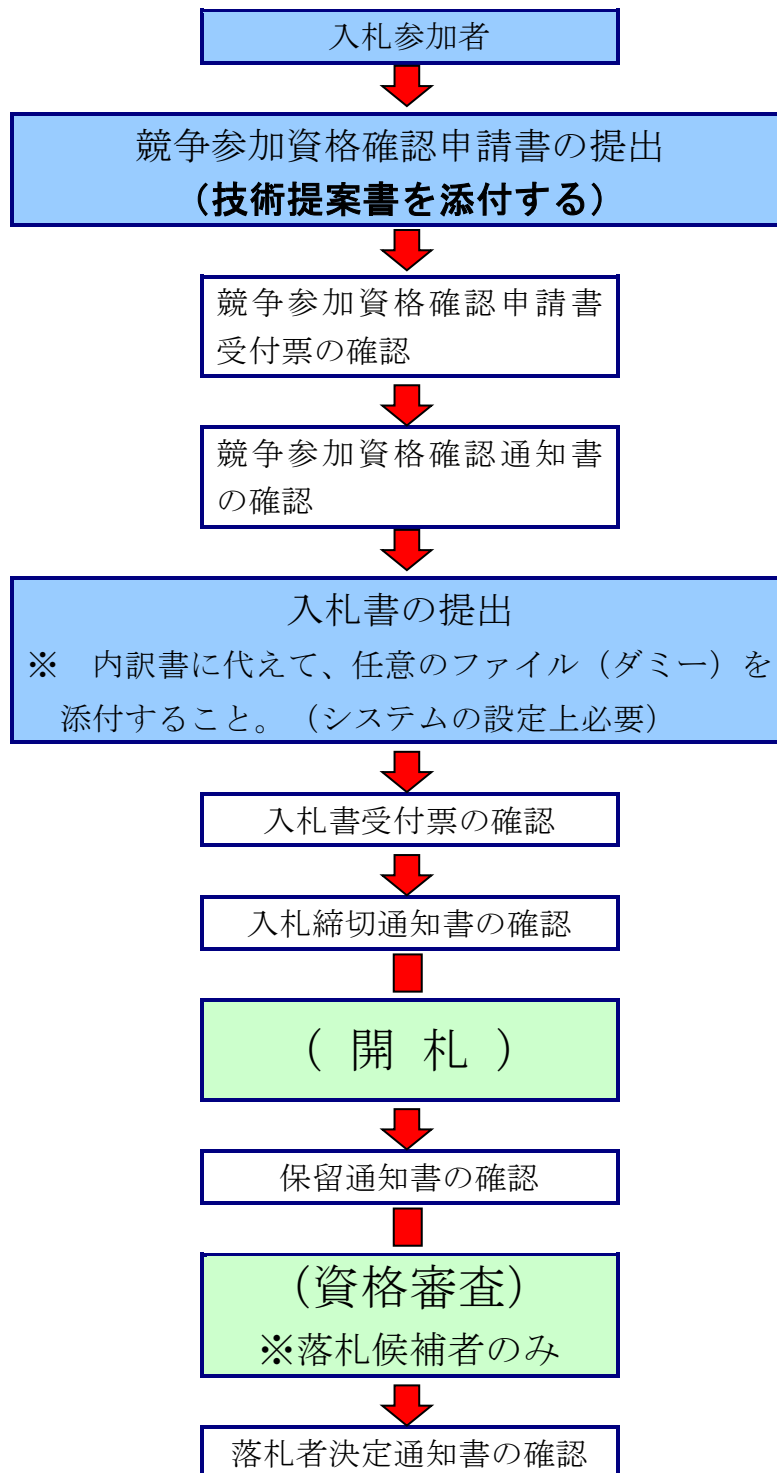 入札参加者
競争参加資格確認申請書の提出
（技術提案書を添付する）
競争参加資格確認申請書
受付票の確認
競争参加資格確認通知書
の確認
入札書の提出
※　内訳書に代えて、任意のファイル（ダミー）を
添付すること。（システムの設定上必要）
入札書受付票の確認
入札締切通知書の確認
（ 開 札 ）
保留通知書の確認
（資格審査）
※落札候補者のみ
落札者決定通知書の確認